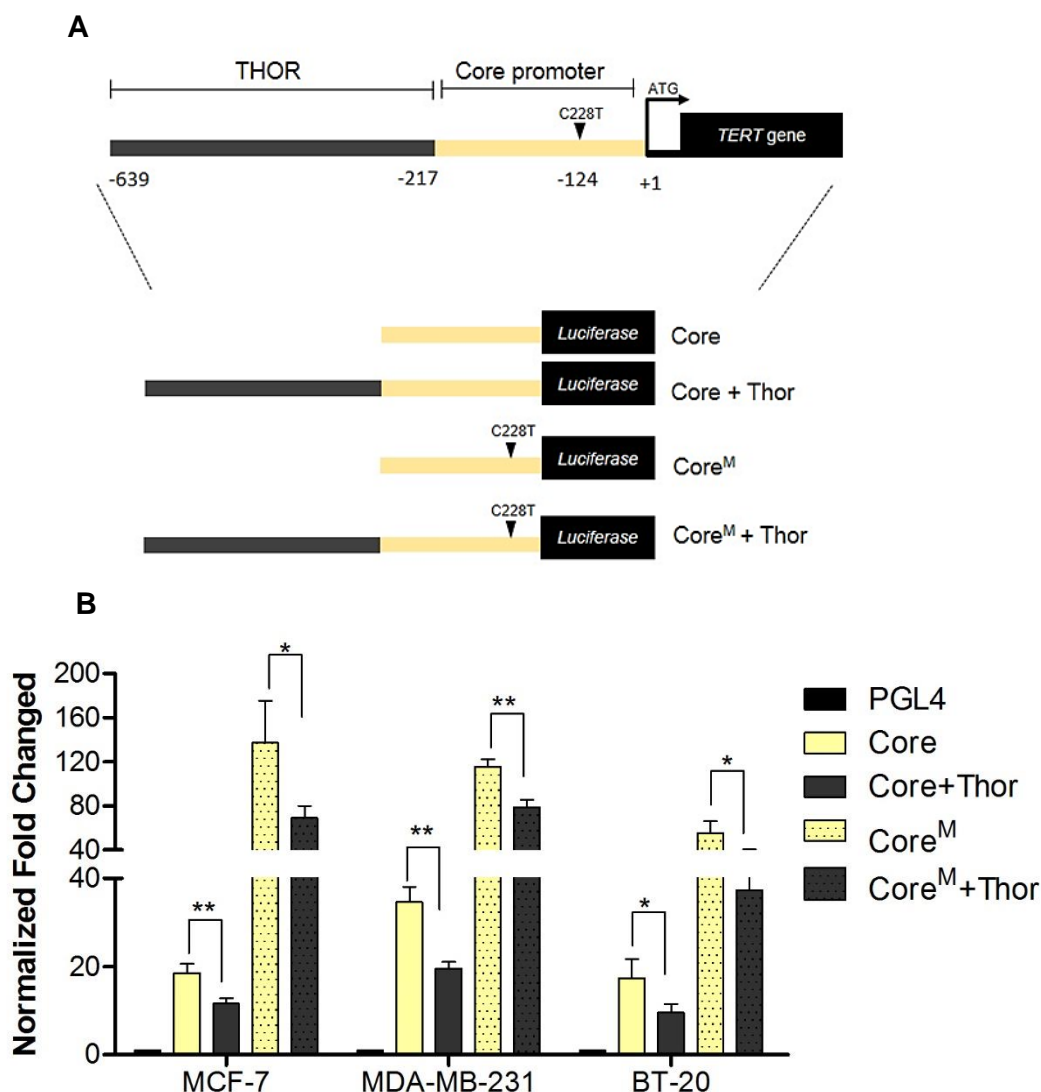 A
THOR Core promoter
ATG
C228T
TERT gene
-639 -217 -124 +1
Luciferase Core
Luciferase Core + Thor
C228T
Luciferase Coreᴹ
C228T
Luciferase Coreᴹ + Thor
B
Normalized Fold Changed
200
160
120
80
40
40
20
0
** * ** ** * *
MCF-7 MDA-MB-231 BT-20
PGL4
Core
Core+Thor
Coreᴹ
Coreᴹ+Thor